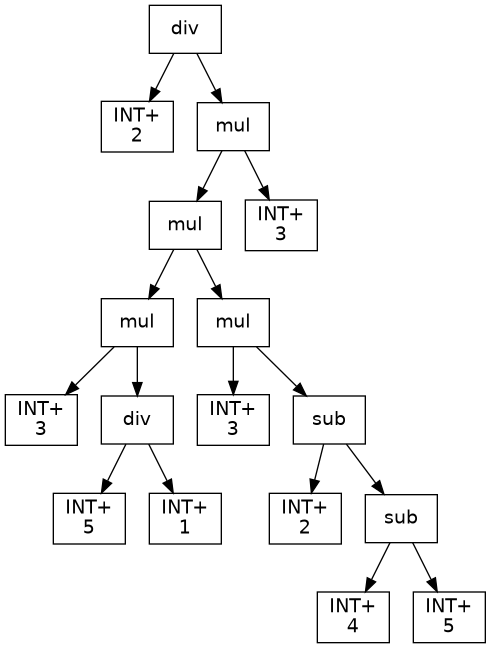 div
INT+
2
mul
mul
INT+
3
mul
mul
INT+
3
div
INT+
3
sub
INT+
5
INT+
1
INT+
2
sub
INT+
4
INT+
5